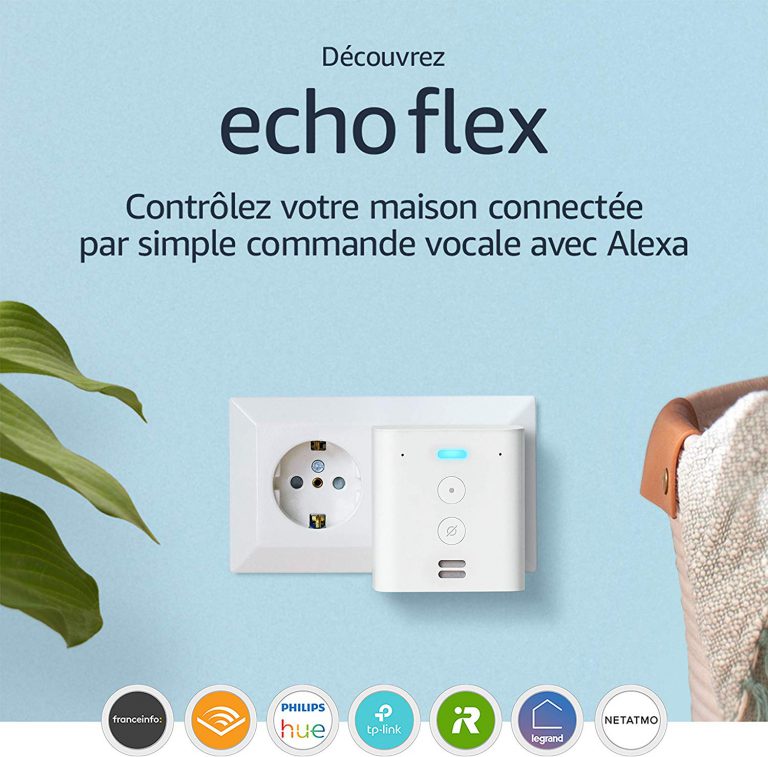 Découvrez
echo flex
Contrôlez votre maison connectée
par simple commande vocale avec Alexa
franceinfo:
PHILIPS
hue
tp-link
R
legrand
NETATMO